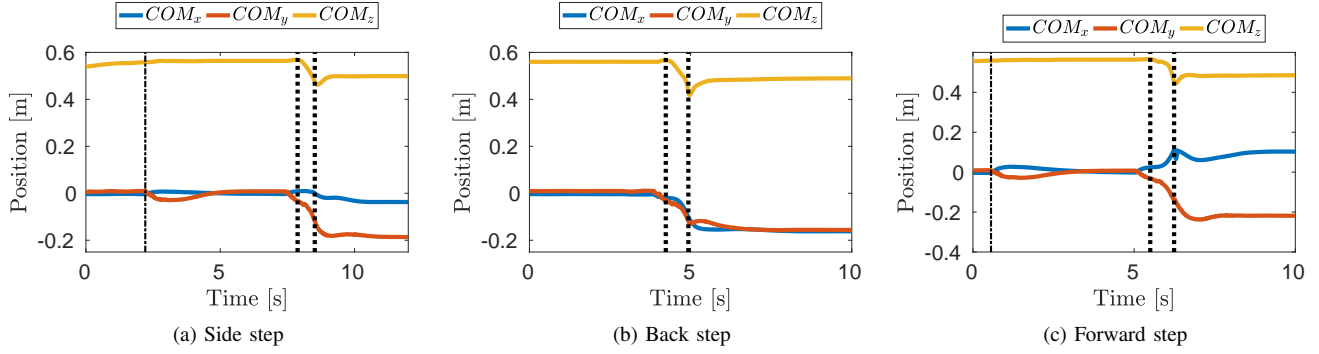 COM_x COM_y COM_z
0.6
0.4
0.2
0
-0.2
Position [m]
0 5 10
Time [s]
(a) Side step
COM_x COM_y COM_z
0.6
0.4
0.2
0
-0.2
Position [m]
0 5 10
Time [s]
(b) Back step
COM_x COM_y COM_z
0.4
0.2
0
-0.2
-0.4
Position [m]
0 5 10
Time [s]
(c) Forward step